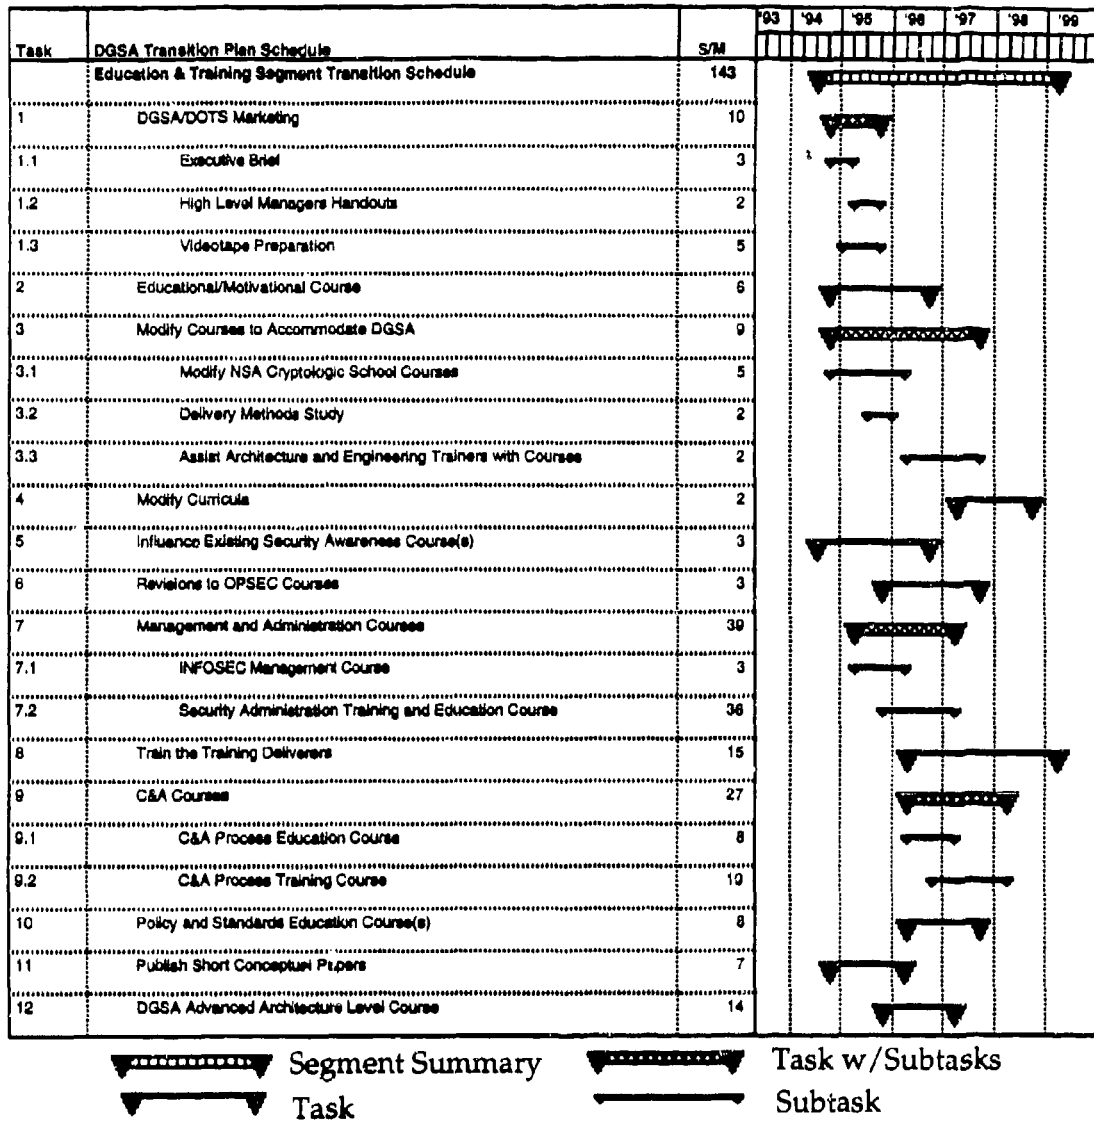 '93 '94 '95 '96 '97 '98 '99
Task DGSA Transition Plan Schedule S/M
Education & Training Segment Transition Schedule 143
1 DGSA/DOTS Marketing 10
1.1 Executive Brief 3
1.2 High Level Managers Handouts 2
1.3 Videotape Preparation 5
2 Educational/Motivational Course 6
3 Modify Courses to Accommodate DGSA 9
3.1 Modify NSA Cryptologic School Courses 5
3.2 Delivery Methods Study 2
3.3 Assist Architecture and Engineering Trainers with Courses 2
4 Modify Curricula 2
5 Influence Existing Security Awareness Course(s) 3
6 Revisions to OPSEC Courses 3
7 Management and Administration Courses 39
7.1 INFOSEC Management Course 3
7.2 Security Administration Training and Education Course 36
8 Train the Training Deliverers 15
9 C&A Courses 27
9.1 C&A Process Education Course 8
9.2 C&A Process Training Course 19
10 Policy and Standards Education Course(s) 8
11 Publish Short Conceptual Papers 7
12 DGSA Advanced Architecture Level Course 14
Segment Summary Task w/Subtasks
Task Subtask